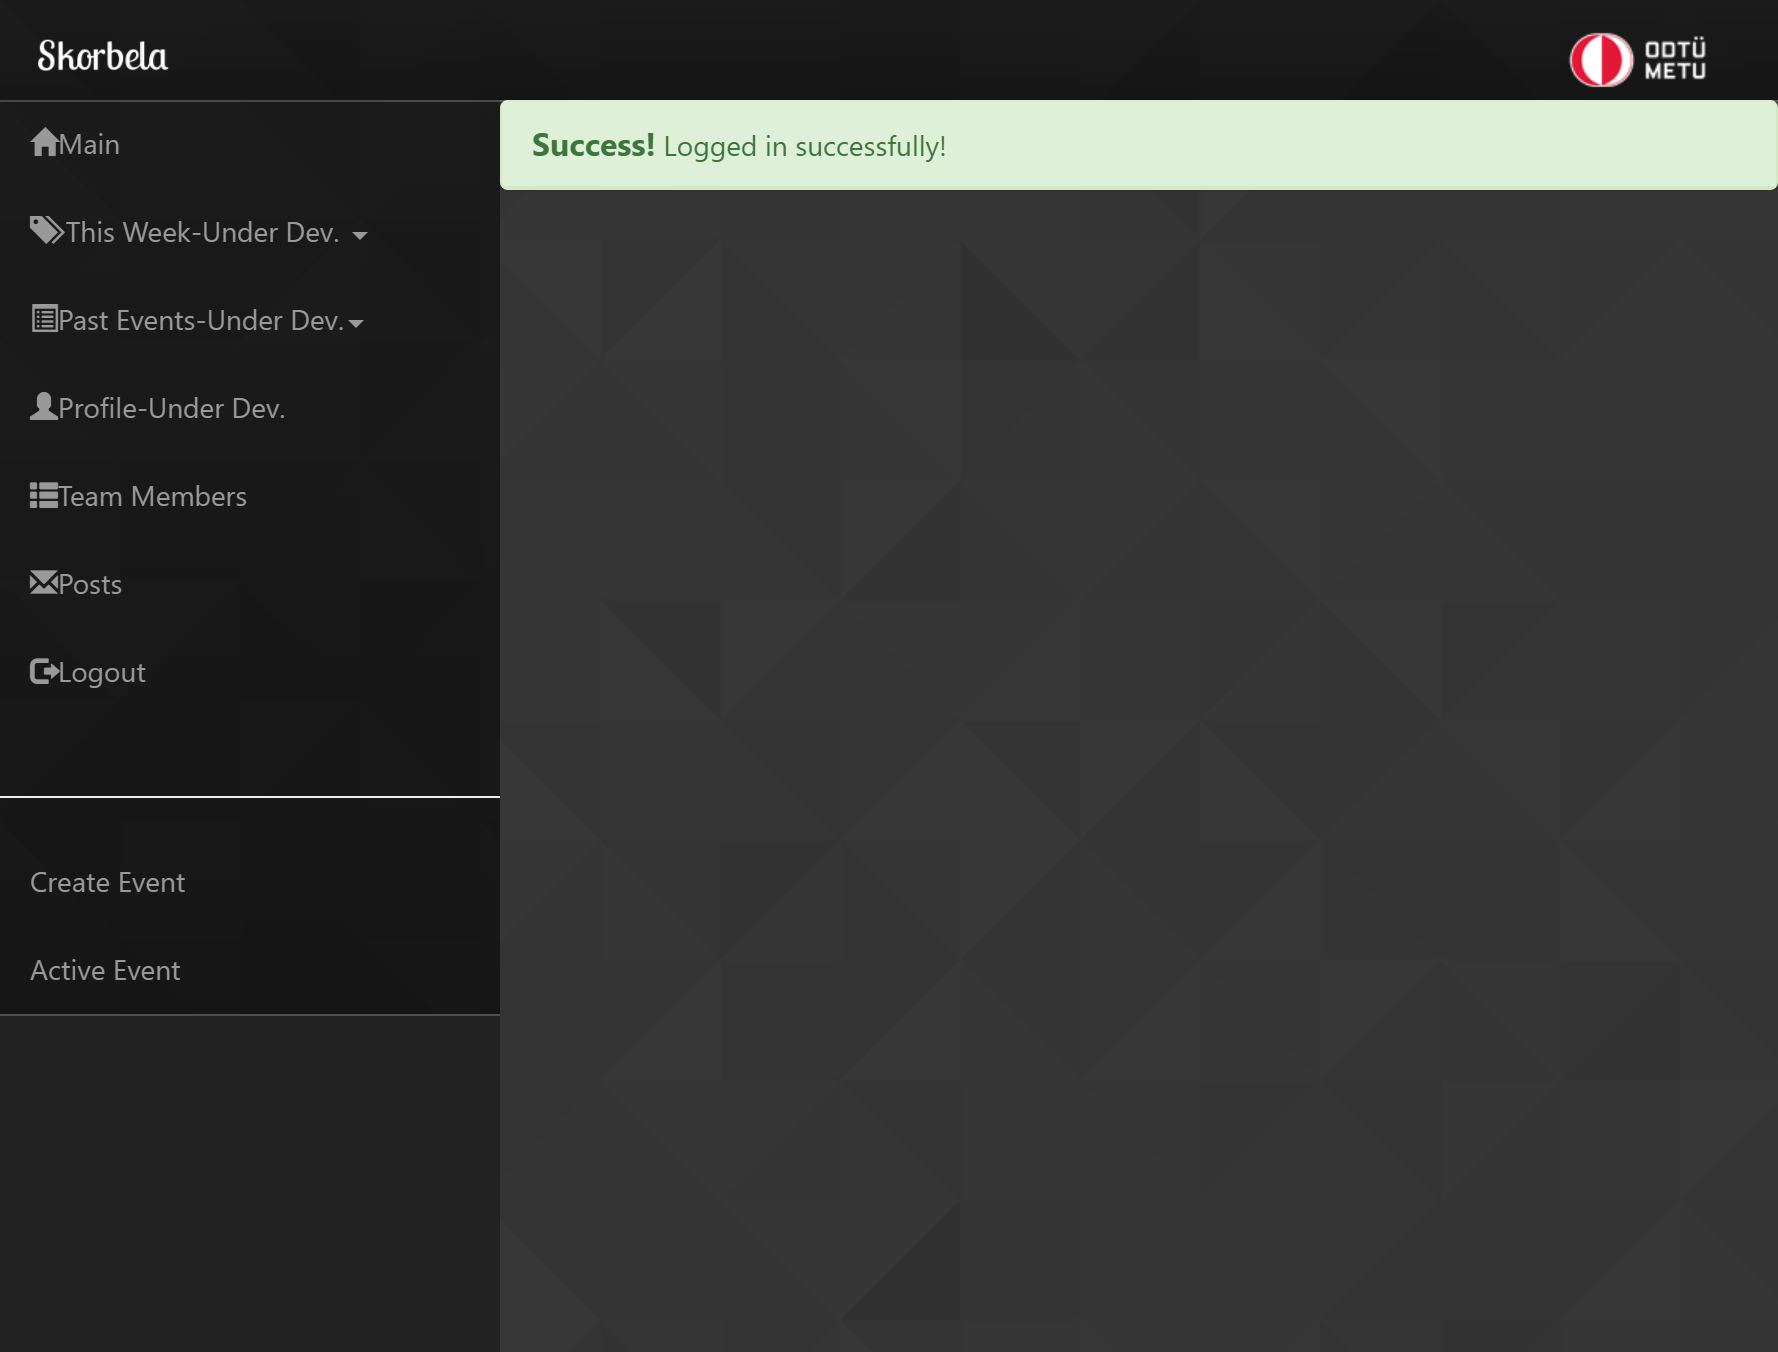 Skorbela
ODTÜ
METU
Main
Success! Logged in successfully!
This Week-Under Dev.
Past Events-Under Dev.
Profile-Under Dev.
Team Members
Posts
Logout
Create Event
Active Event